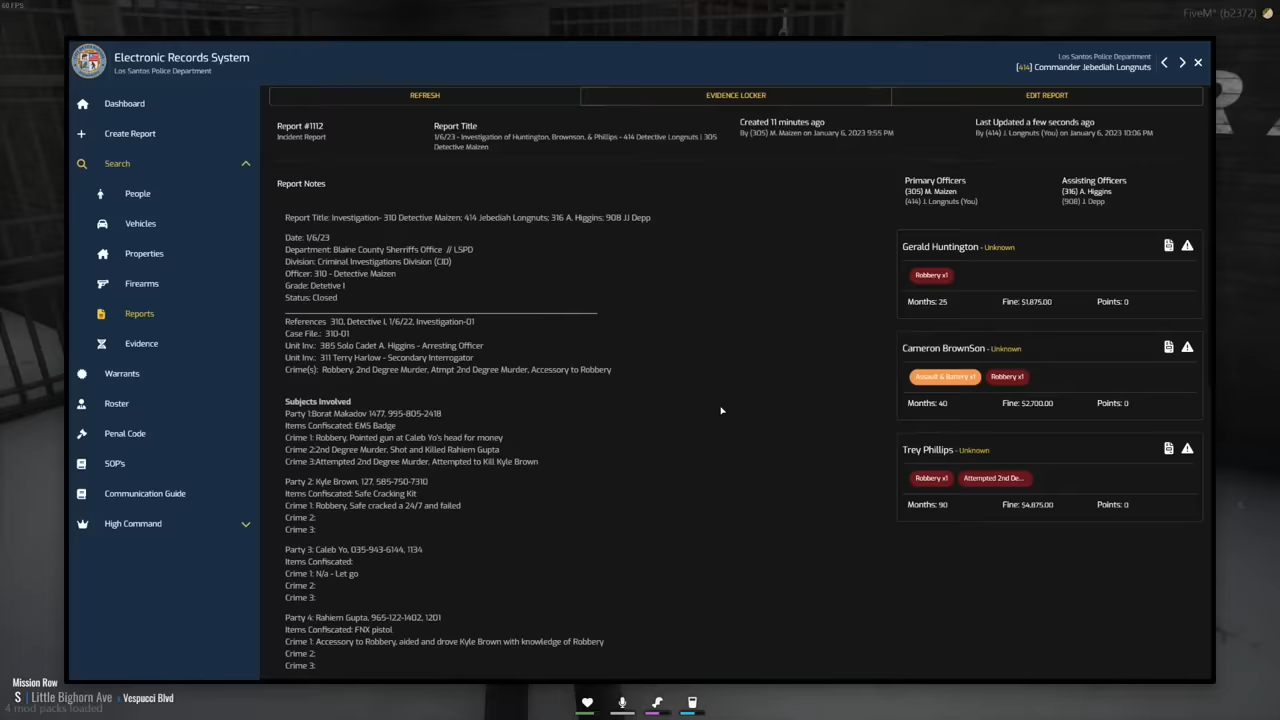 60 FPS
FiveM° (b2372)
Electronic Records System
Los Santos Police Department
Los Santos Police Department
[414] Commander Jebediah Longnuts
Dashboard
Create Report
Search
People
Vehicles
Properties
Firearms
Reports
Evidence
Warrants
Roster
Penal Code
SOP's
Communication Guide
High Command
REFRESH
EVIDENCE LOCKER
EDIT REPORT
Report #1112
Incident Report
Report Title
1/6/23 - Investigation of Huntington, Brownson, & Phillips - 414 Detective Longnuts | 305
Detective Maizen
Created 11 minutes ago
By (305) M. Maizen on January 6, 2023 9:55 PM
Last Updated a few seconds ago
By (414) J. Longnuts (You) on January 6, 2023 10:06 PM
Report Notes
Report Title: Investigation- 310 Detective Maizen; 414 Jebediah Longnuts; 316 A. Higgins; 908 JJ Depp
Date: 1/6/23
Department: Blaine County Sherriffs Office // LSPD
Division: Criminal Investigations Division (CID)
Officer: 310 - Detective Maizen
Grade: Detetive I
Status: Closed
References 310, Detective I, 1/6/22, Investigation-01
Case File.: 310-01
Unit Inv.: 385 Solo Cadet A. Higgins - Arresting Officer
Unit Inv.: 311 Terry Harlow - Secondary Interrogator
Crime(s): Robbery, 2nd Degree Murder, Atmpt 2nd Degree Murder, Accessory to Robbery
Subjects Involved
Party 1:Borat Makadov 1477, 995-805-2418
Items Confiscated: EMS Badge
Crime 1: Robbery, Pointed gun at Caleb Yo's head for money
Crime 2:2nd Degree Murder, Shot and Killed Rahiem Gupta
Crime 3:Attempted 2nd Degree Murder, Attempted to Kill Kyle Brown
Party 2: Kyle Brown, 127, 585-750-7310
Items Confiscated: Safe Cracking Kit
Crime 1: Robbery, Safe cracked a 24/7 and failed
Crime 2:
Crime 3:
Party 3: Caleb Yo, 035-943-6144, 1134
Items Confiscated:
Crime 1: N/a - Let go
Crime 2:
Crime 3:
Party 4: Rahiem Gupta, 965-122-1402, 1201
Items Confiscated: FNX pistol
Crime 1: Accessory to Robbery, aided and drove Kyle Brown with knowledge of Robbery
Crime 2:
Crime 3:
Primary Officers
(305) M. Maizen
(414) J. Longnuts (You)
Assisting Officers
(316) A. Higgins
(908) J. Depp
Gerald Huntington - Unknown
Robbery x1
Months: 25 Fine: $1,875.00 Points: 0
Cameron BrownSon - Unknown
Assault & Battery x1 Robbery x1
Months: 40 Fine: $2,700.00 Points: 0
Trey Phillips - Unknown
Robbery x1 Attempted 2nd De...
Months: 90 Fine: $4,875.00 Points: 0
Mission Row
S | Little Bighorn Ave x Vespucci Blvd
4 mod packs loaded